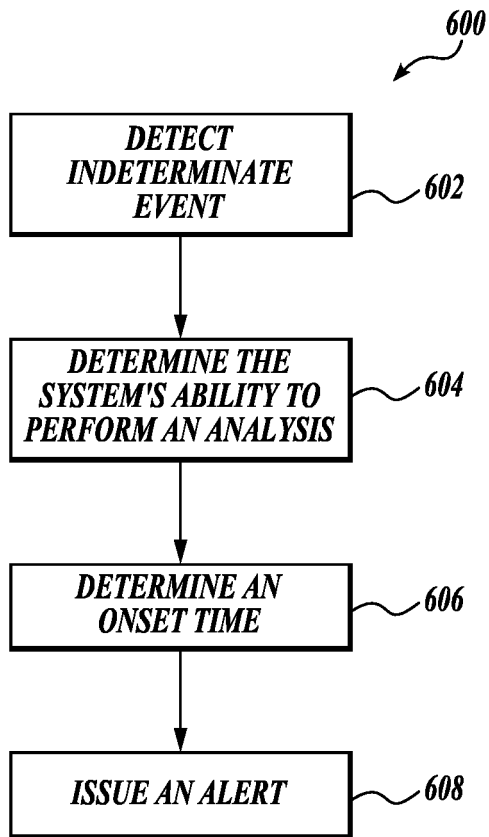 600
DETECT
INDETERMINATE
EVENT
602
DETERMINE THE
SYSTEM'S ABILITY TO
PERFORM AN ANALYSIS
604
DETERMINE AN
ONSET TIME
606
ISSUE AN ALERT
608